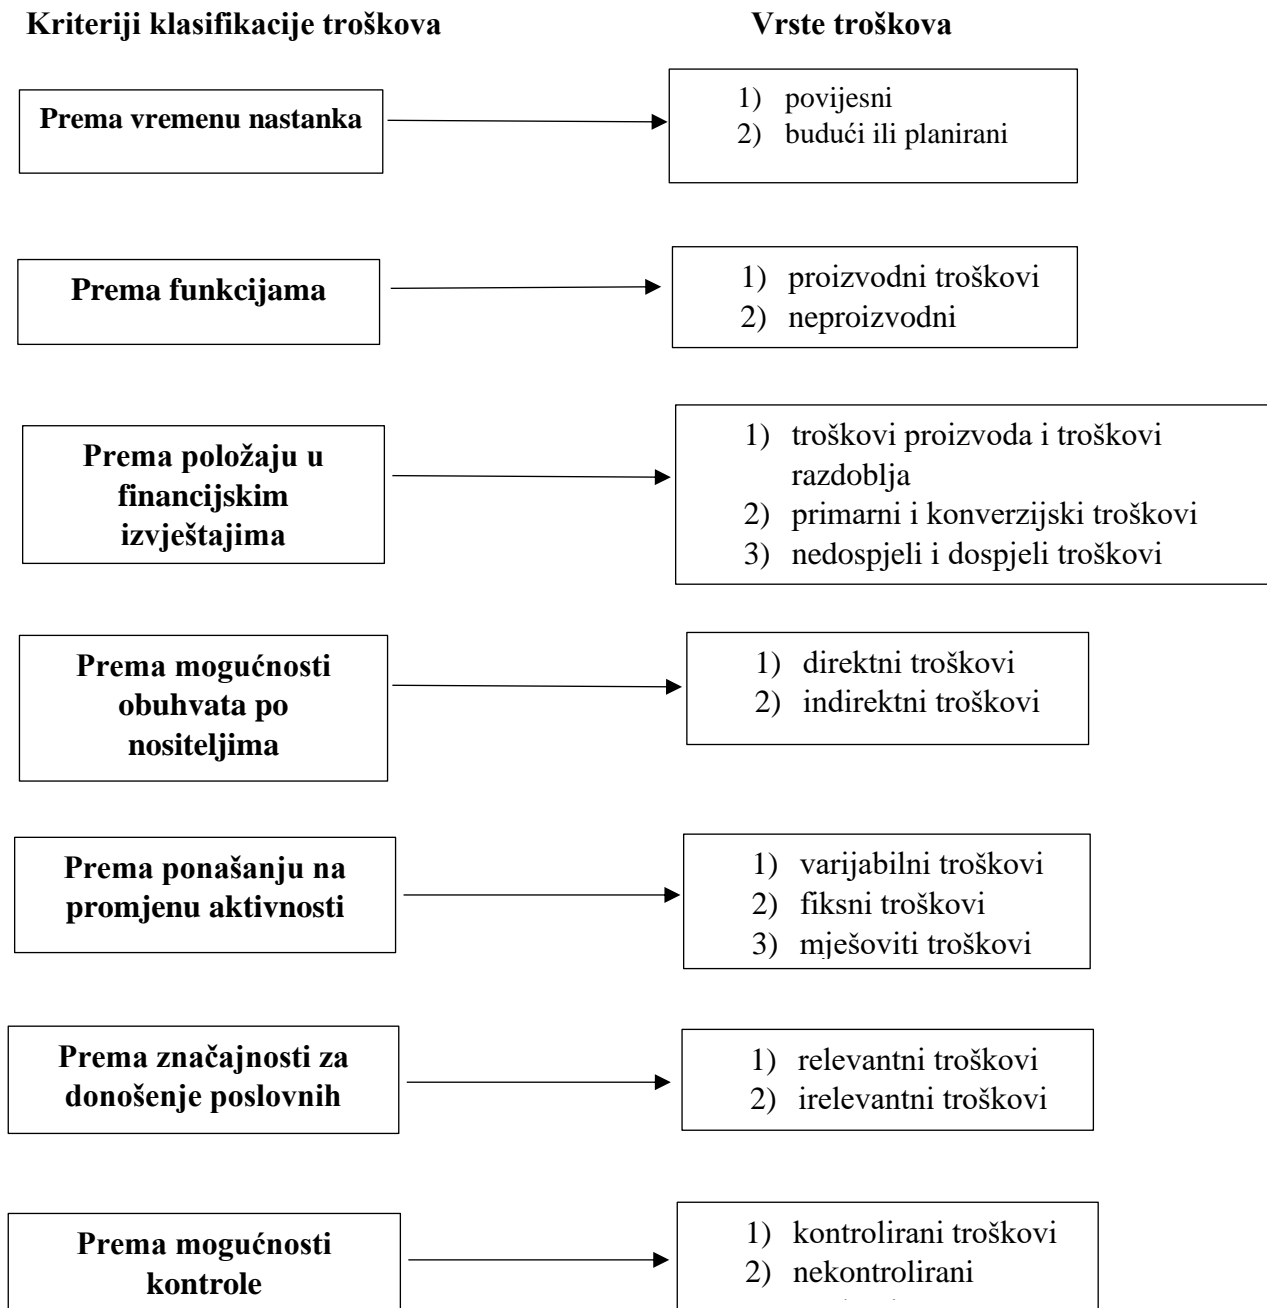 Kriteriji klasifikacije troškova
Vrste troškova
Prema vremenu nastanka
1) povijesni
2) budući ili planirani
Prema funkcijama
1) proizvodni troškovi
2) neproizvodni
Prema položaju u
financijskim
izvještajima
1) troškovi proizvoda i troškovi
razdoblja
2) primarni i konverzijski troškovi
3) nedospjeli i dospjeli troškovi
Prema mogućnosti
obuhvata po
nositeljima
1) direktni troškovi
2) indirektni troškovi
Prema ponašanju na
promjenu aktivnosti
1) varijabilni troškovi
2) fiksni troškovi
3) mješoviti troškovi
Prema značajnosti za
donošenje poslovnih
1) relevantni troškovi
2) irelevantni troškovi
Prema mogućnosti
kontrole
1) kontrolirani troškovi
2) nekontrolirani